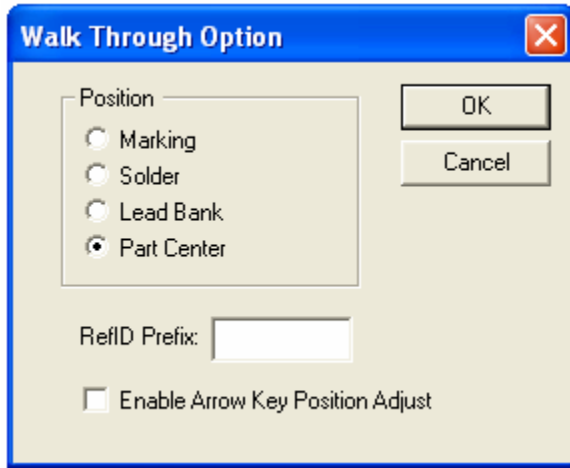 Walk Through Option
Position
Marking
Solder
Lead Bank
Part Center
OK
Cancel
RefID Prefix:
Enable Arrow Key Position Adjust